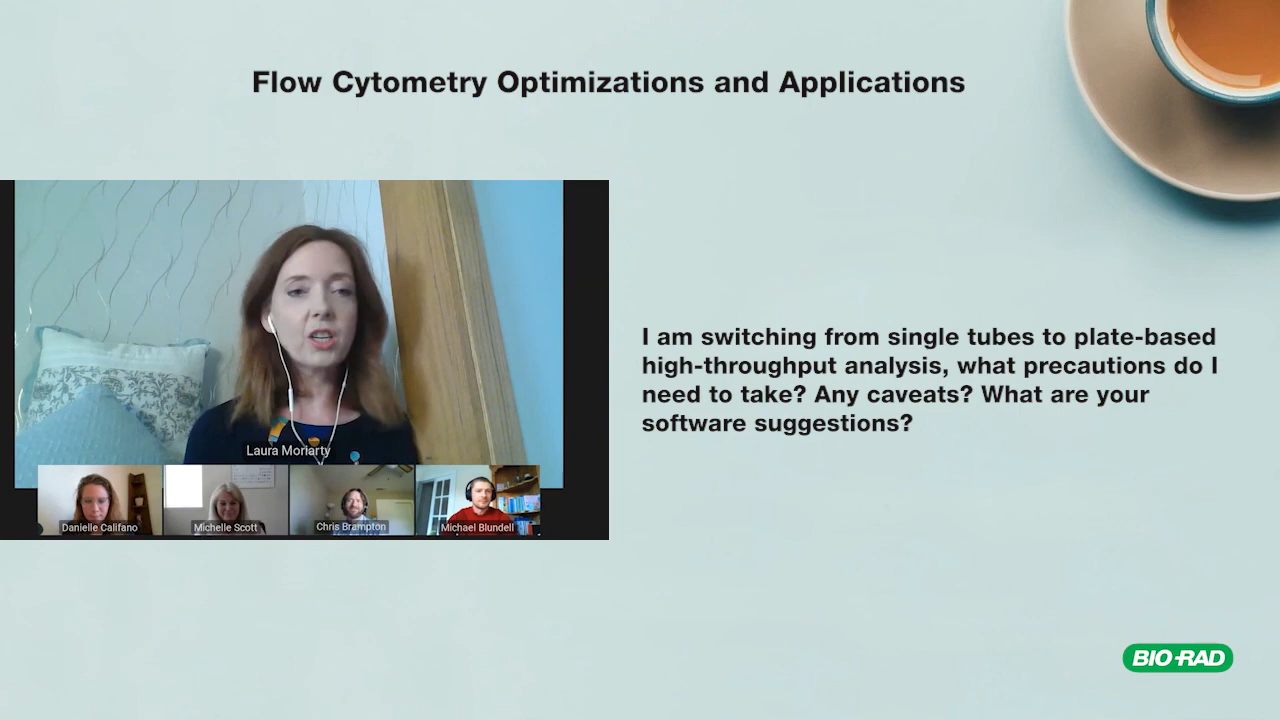 Flow Cytometry Optimizations and Applications
I am switching from single tubes to plate-based
high-throughput analysis, what precautions do I
need to take? Any caveats? What are your
software suggestions?
Laura Moriarty
Danielle Califano
Michelle Scott
Chris Brampton
Michael Blundell
BIO-RAD